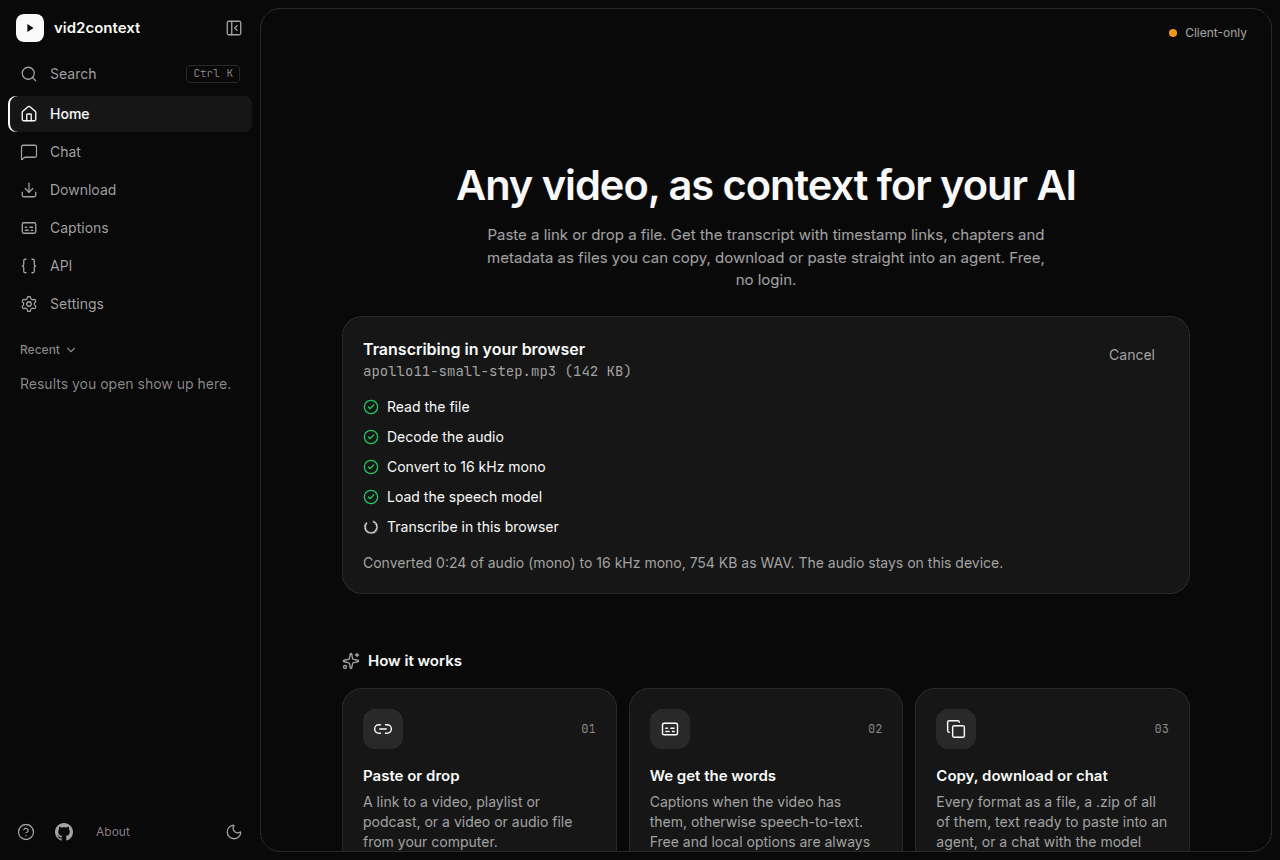 vid2context
Search
Ctrl K
Home
Chat
Download
Captions
API
Settings
Recent
Results you open show up here.
About
Client-only
Any video, as context for your AI
Paste a link or drop a file. Get the transcript with timestamp links, chapters and
metadata as files you can copy, download or paste straight into an agent. Free,
no login.
Transcribing in your browser
Cancel
apollo11-small-step.mp3 (142 KB)
Read the file
Decode the audio
Convert to 16 kHz mono
Load the speech model
Transcribe in this browser
Converted 0:24 of audio (mono) to 16 kHz mono, 754 KB as WAV. The audio stays on this device.
How it works
01
Paste or drop
A link to a video, playlist or
podcast, or a video or audio file
from your computer.
02
We get the words
Captions when the video has
them, otherwise speech-to-text.
Free and local options are always
03
Copy, download or chat
Every format as a file, a .zip of all
of them, text ready to paste into an
agent, or a chat with the model